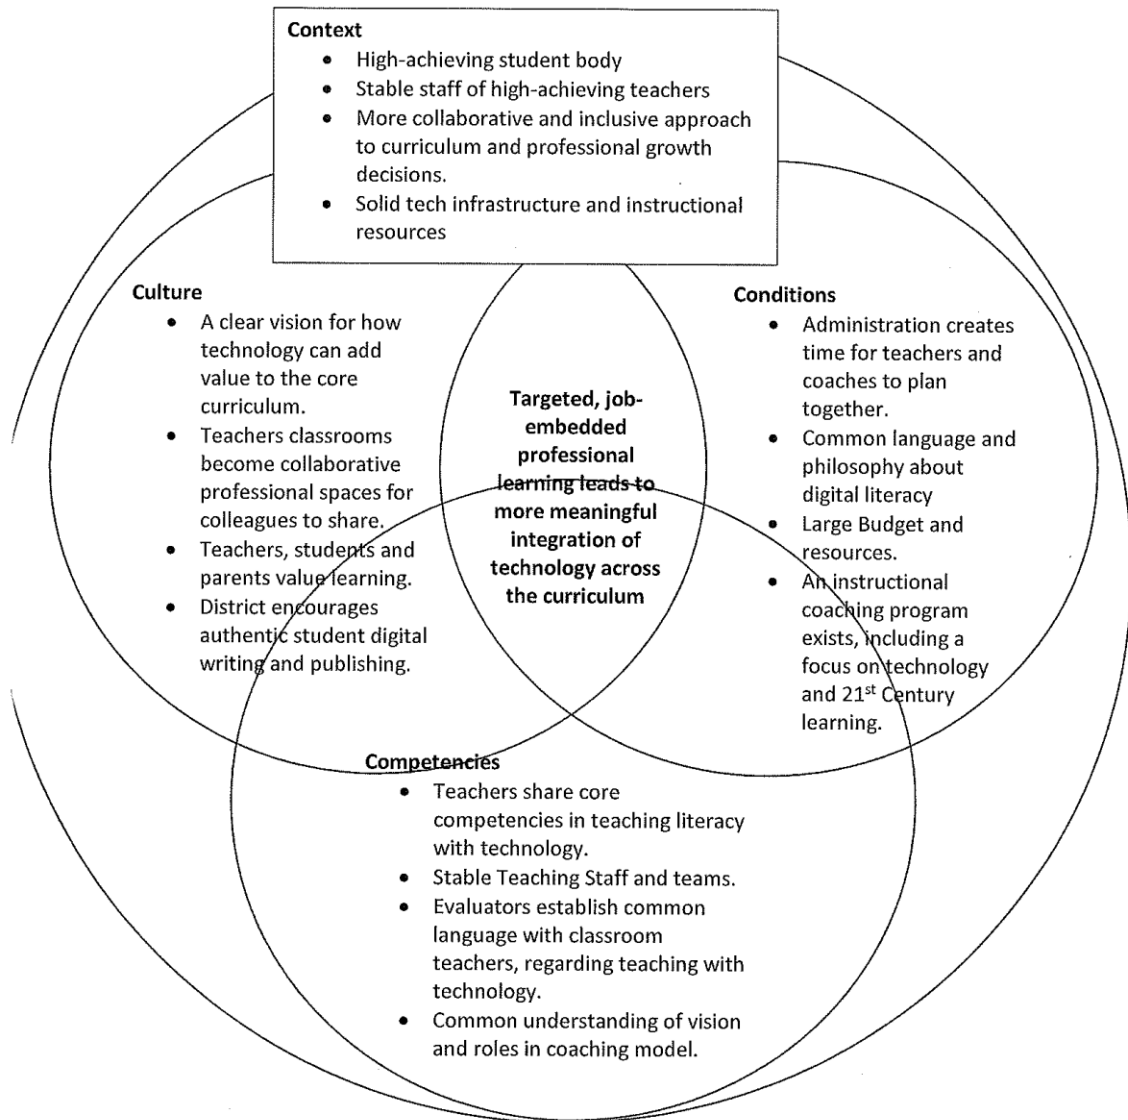 Context
• High-achieving student body
• Stable staff of high-achieving teachers
• More collaborative and inclusive approach
to curriculum and professional growth
decisions.
• Solid tech infrastructure and instructional
resources
Culture
• A clear vision for how
technology can add
value to the core
curriculum.
• Teachers classrooms
become collaborative
professional spaces for
colleagues to share.
• Teachers, students and
parents value learning.
• District encourages
authentic student digital
writing and publishing.
Targeted, job-
embedded
professional
learning leads to
more meaningful
integration of
technology across
the curriculum
Conditions
• Administration creates
time for teachers and
coaches to plan
together.
• Common language and
philosophy about
digital literacy
• Large Budget and
resources.
• An instructional
coaching program
exists, including a
focus on technology
and 21st Century
learning.
Competencies
• Teachers share core
competencies in teaching literacy
with technology.
• Stable Teaching Staff and teams.
• Evaluators establish common
language with classroom
teachers, regarding teaching with
technology.
• Common understanding of vision
and roles in coaching model.